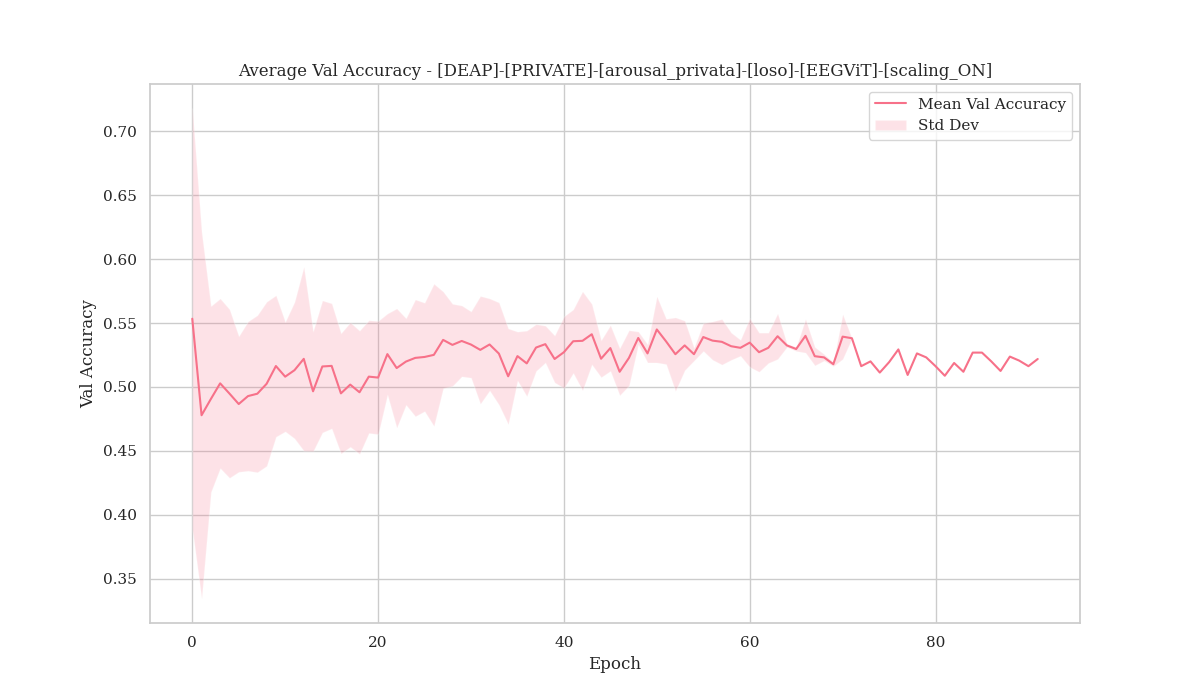 Average Val Accuracy - [DEAP]-[PRIVATE]-[arousal_privata]-[loso]-[EEGViT]-[scaling_ON]
Mean Val Accuracy
Std Dev
0.70
0.65
0.60
0.55
0.50
0.45
0.40
0.35
Val Accuracy
0
20
40
60
80
Epoch